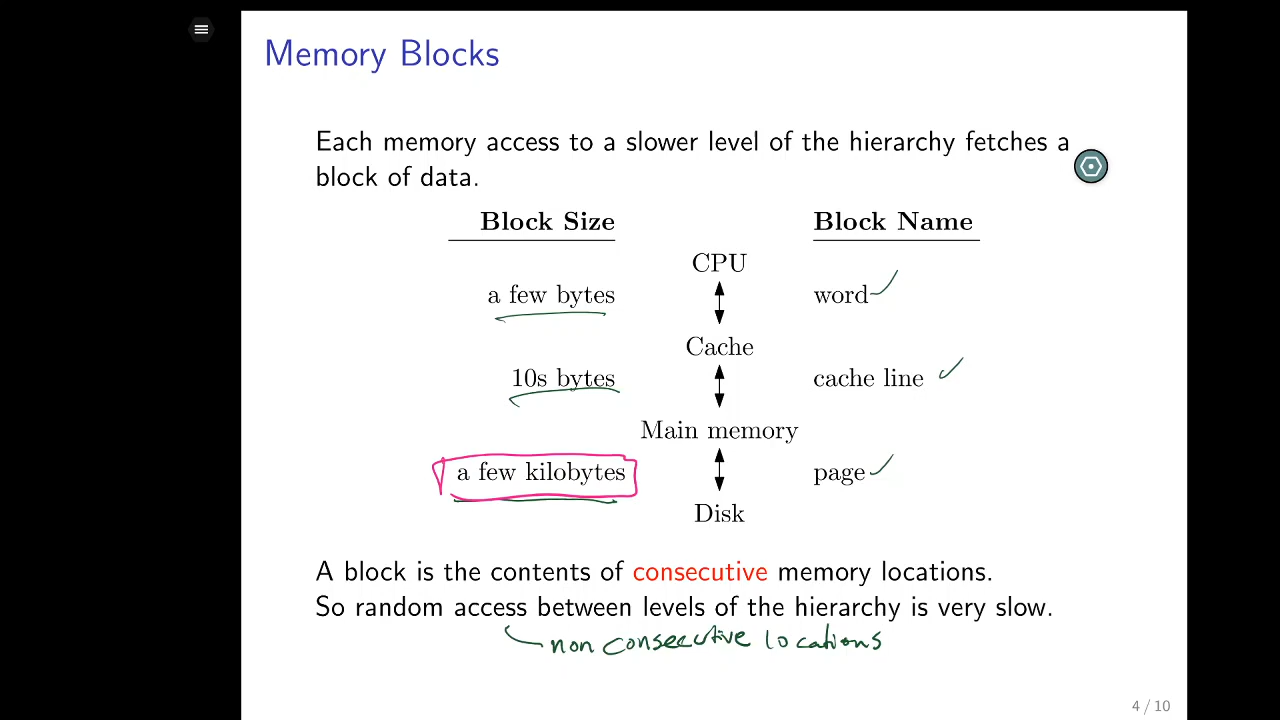 Memory Blocks
Each memory access to a slower level of the hierarchy fetches a
block of data.
Block Size
Block Name
CPU
a few bytes
word
Cache
10s bytes
cache line
Main memory
a few kilobytes
page
Disk
A block is the contents of consecutive memory locations.
So random access between levels of the hierarchy is very slow.
non consecutive locations
4 / 10